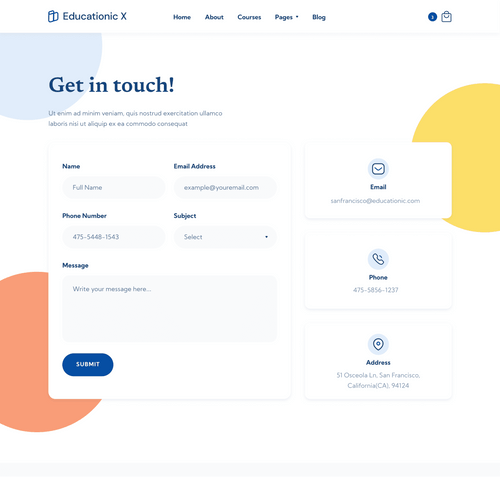 Educationic X
Home About Courses Pages Blog
Get in touch!
Ut enim ad minim veniam, quis nostrud exercitation ullamco
laboris nisi ut aliquip ex ea commodo consequat
Name
Full Name
Email Address
example@youremail.com
Phone Number
475-5448-1543
Subject
Select
Message
Write your message here...
SUBMIT
Email
sanfrancisco@educationic.com
Phone
475-5856-1237
Address
51 Osceola Ln, San Francisco,
California(CA), 94124